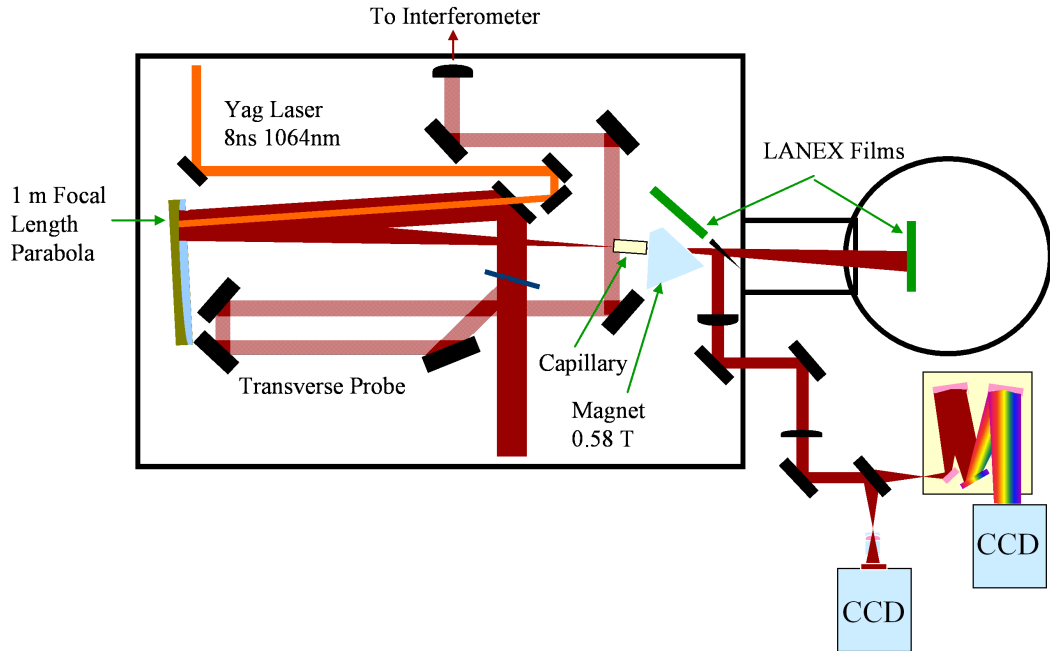 To Interferometer
Yag Laser
8ns 1064nm
LANEX Films
1 m Focal
Length
Parabola
Capillary
Transverse Probe
Magnet
0.58 T
CCD
CCD